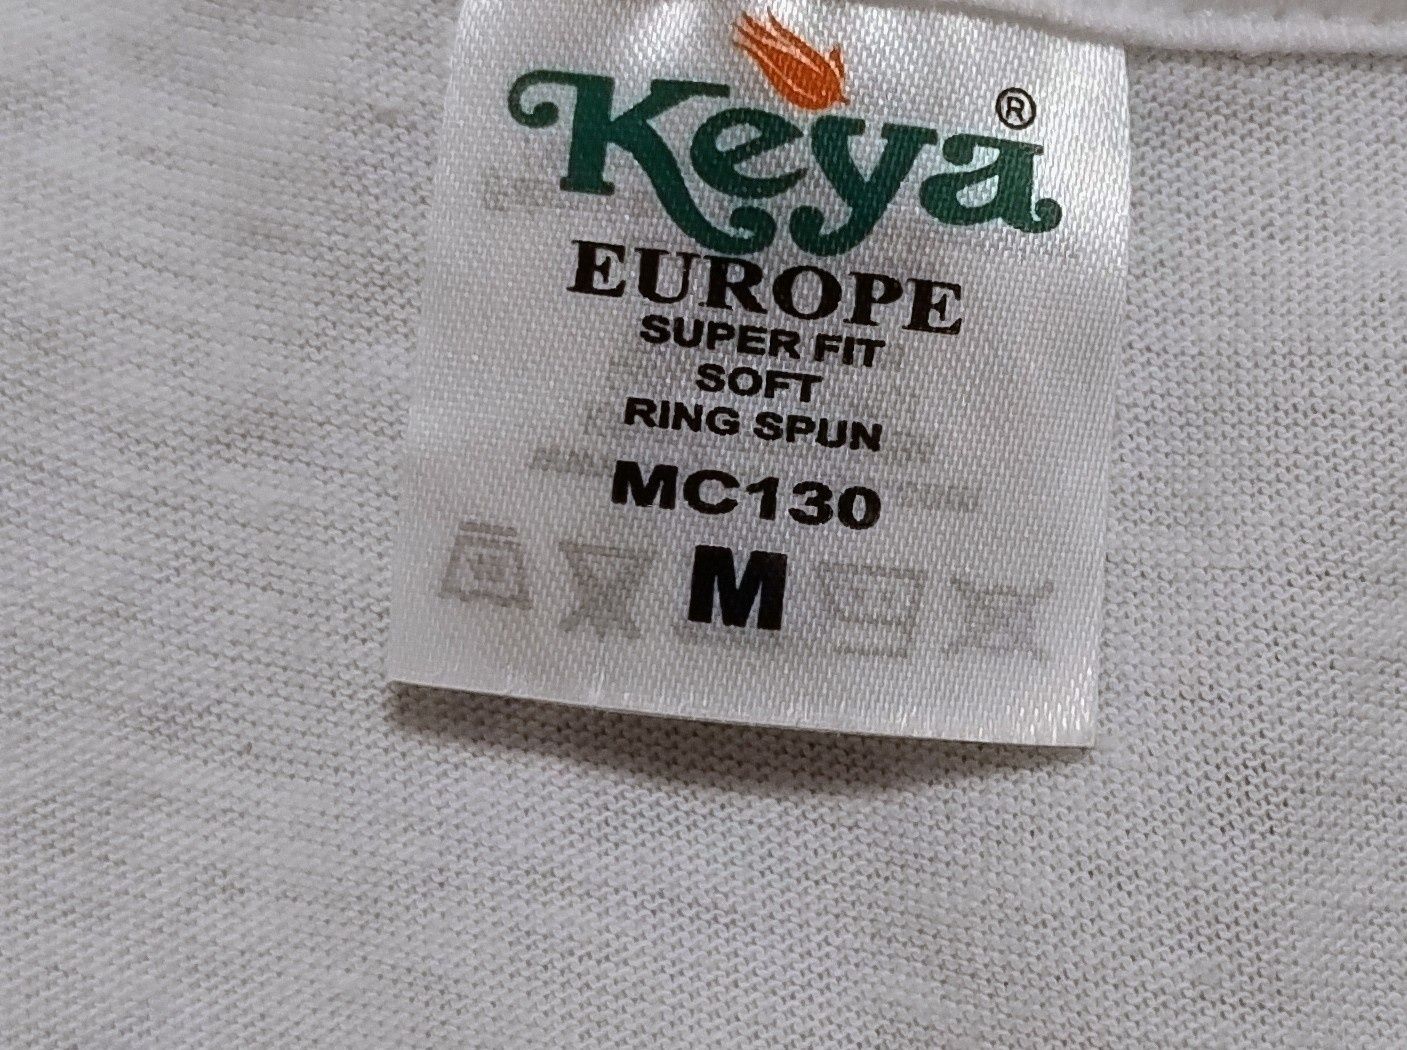 Keya®
EUROPE
SUPER FIT
SOFT
RING SPUN
MC130
M